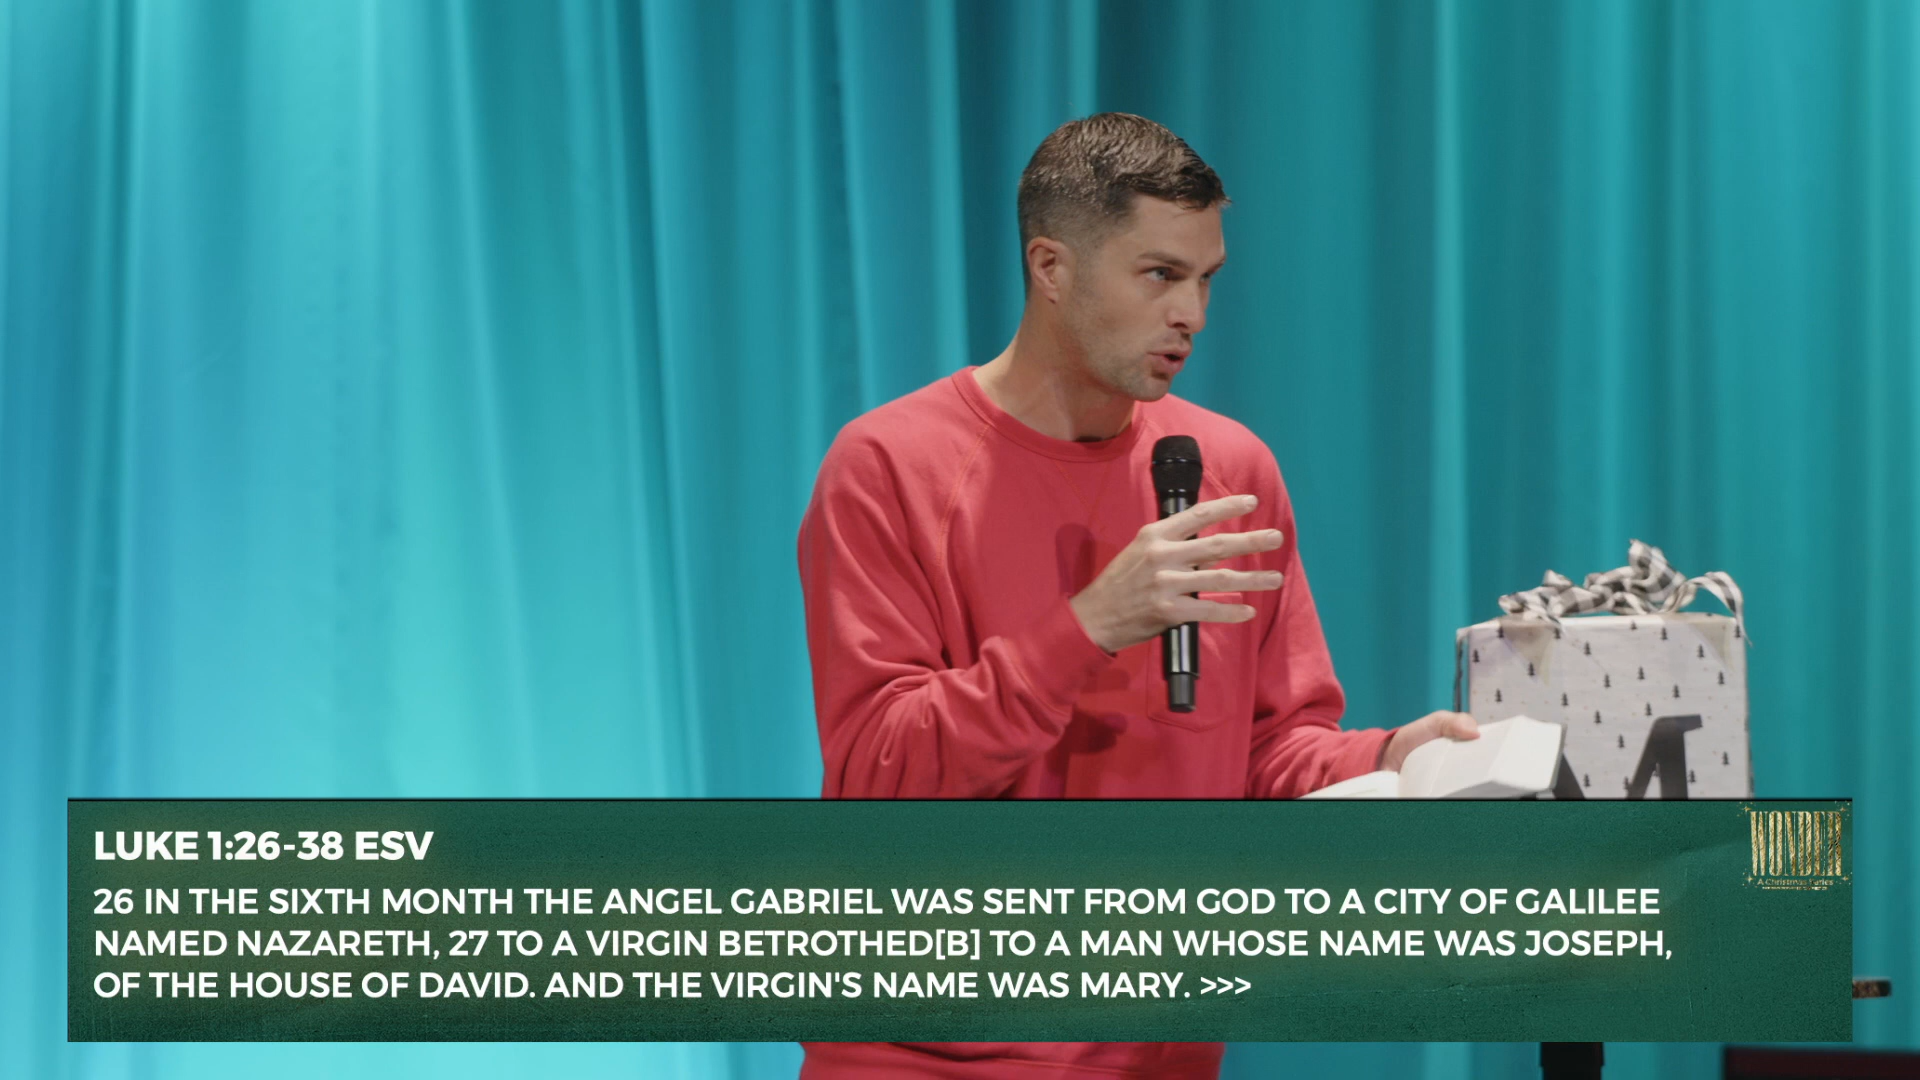 LUKE 1:26-38 ESV
26 IN THE SIXTH MONTH THE ANGEL GABRIEL WAS SENT FROM GOD TO A CITY OF GALILEE
NAMED NAZARETH, 27 TO A VIRGIN BETROTHED[B] TO A MAN WHOSE NAME WAS JOSEPH,
OF THE HOUSE OF DAVID. AND THE VIRGIN'S NAME WAS MARY. >>>
WONDER
A Christmas Series
M